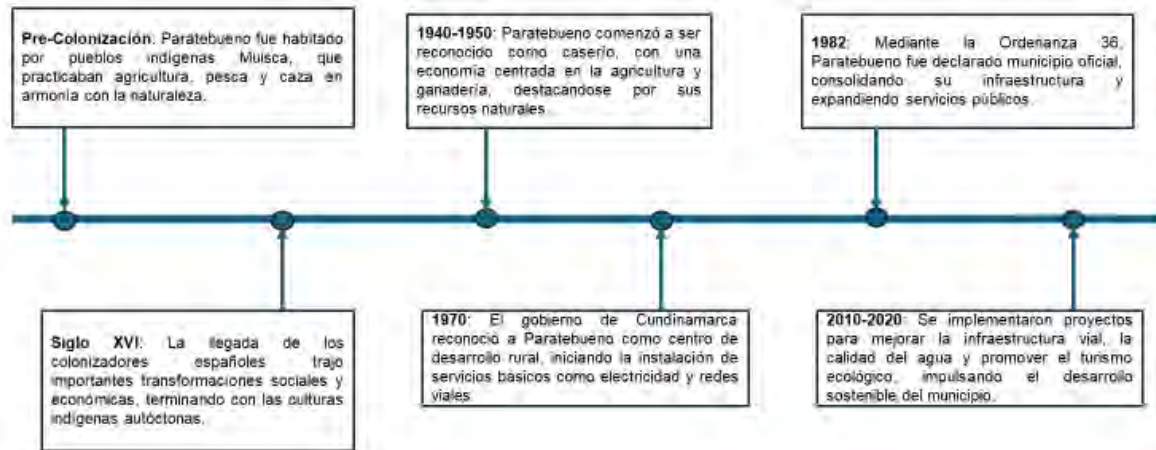 Pre-Colonización: Paratebueno fue habitado
por pueblos indígenas Muisca, que
practicaban agricultura, pesca y caza en
armonía con la naturaleza.
1940-1950: Paratebueno comenzó a ser
reconocido como caserío, con una
economía centrada en la agricultura y
ganadería, destacándose por sus
recursos naturales.
1982: Mediante la Ordenanza 36,
Paratebueno fue declarado municipio oficial,
consolidando su infraestructura y
expandiendo servicios públicos.
Siglo XVI: La llegada de los
colonizadores españoles trajo
importantes transformaciones sociales y
económicas, terminando con las culturas
indígenas autóctonas.
1970: El gobierno de Cundinamarca
reconoció a Paratebueno como centro de
desarrollo rural, iniciando la instalación de
servicios básicos como electricidad y redes
viales.
2010-2020: Se implementaron proyectos
para mejorar la infraestructura vial, la
calidad del agua y promover el turismo
ecológico, impulsando el desarrollo
sostenible del municipio.